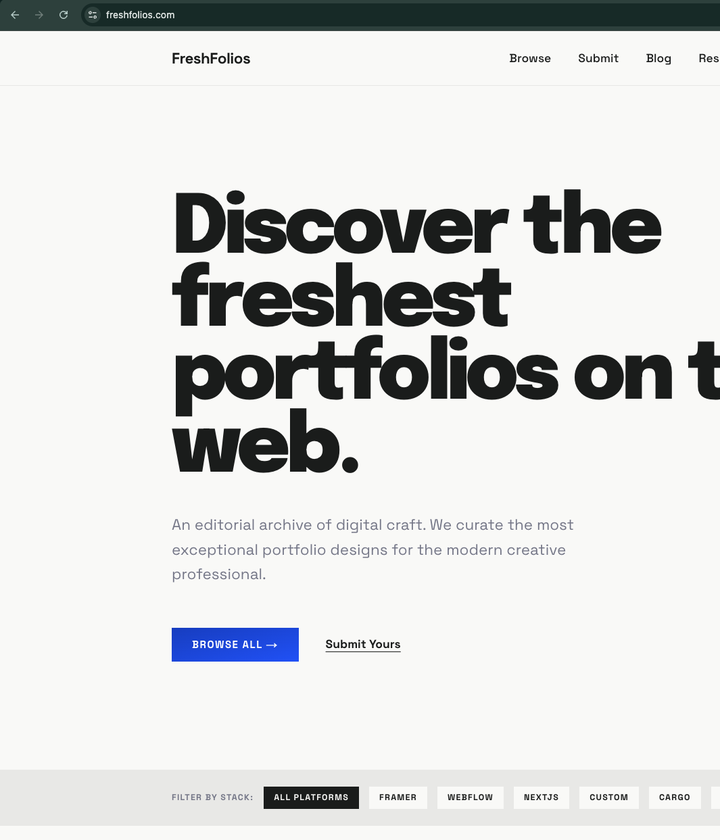 freshfolios.com
FreshFolios
Browse Submit Blog Res
Discover the
freshest
portfolios on t
web.
An editorial archive of digital craft. We curate the most
exceptional portfolio designs for the modern creative
professional.
BROWSE ALL → Submit Yours
FILTER BY STACK: ALL PLATFORMS FRAMER WEBFLOW NEXTJS CUSTOM CARGO